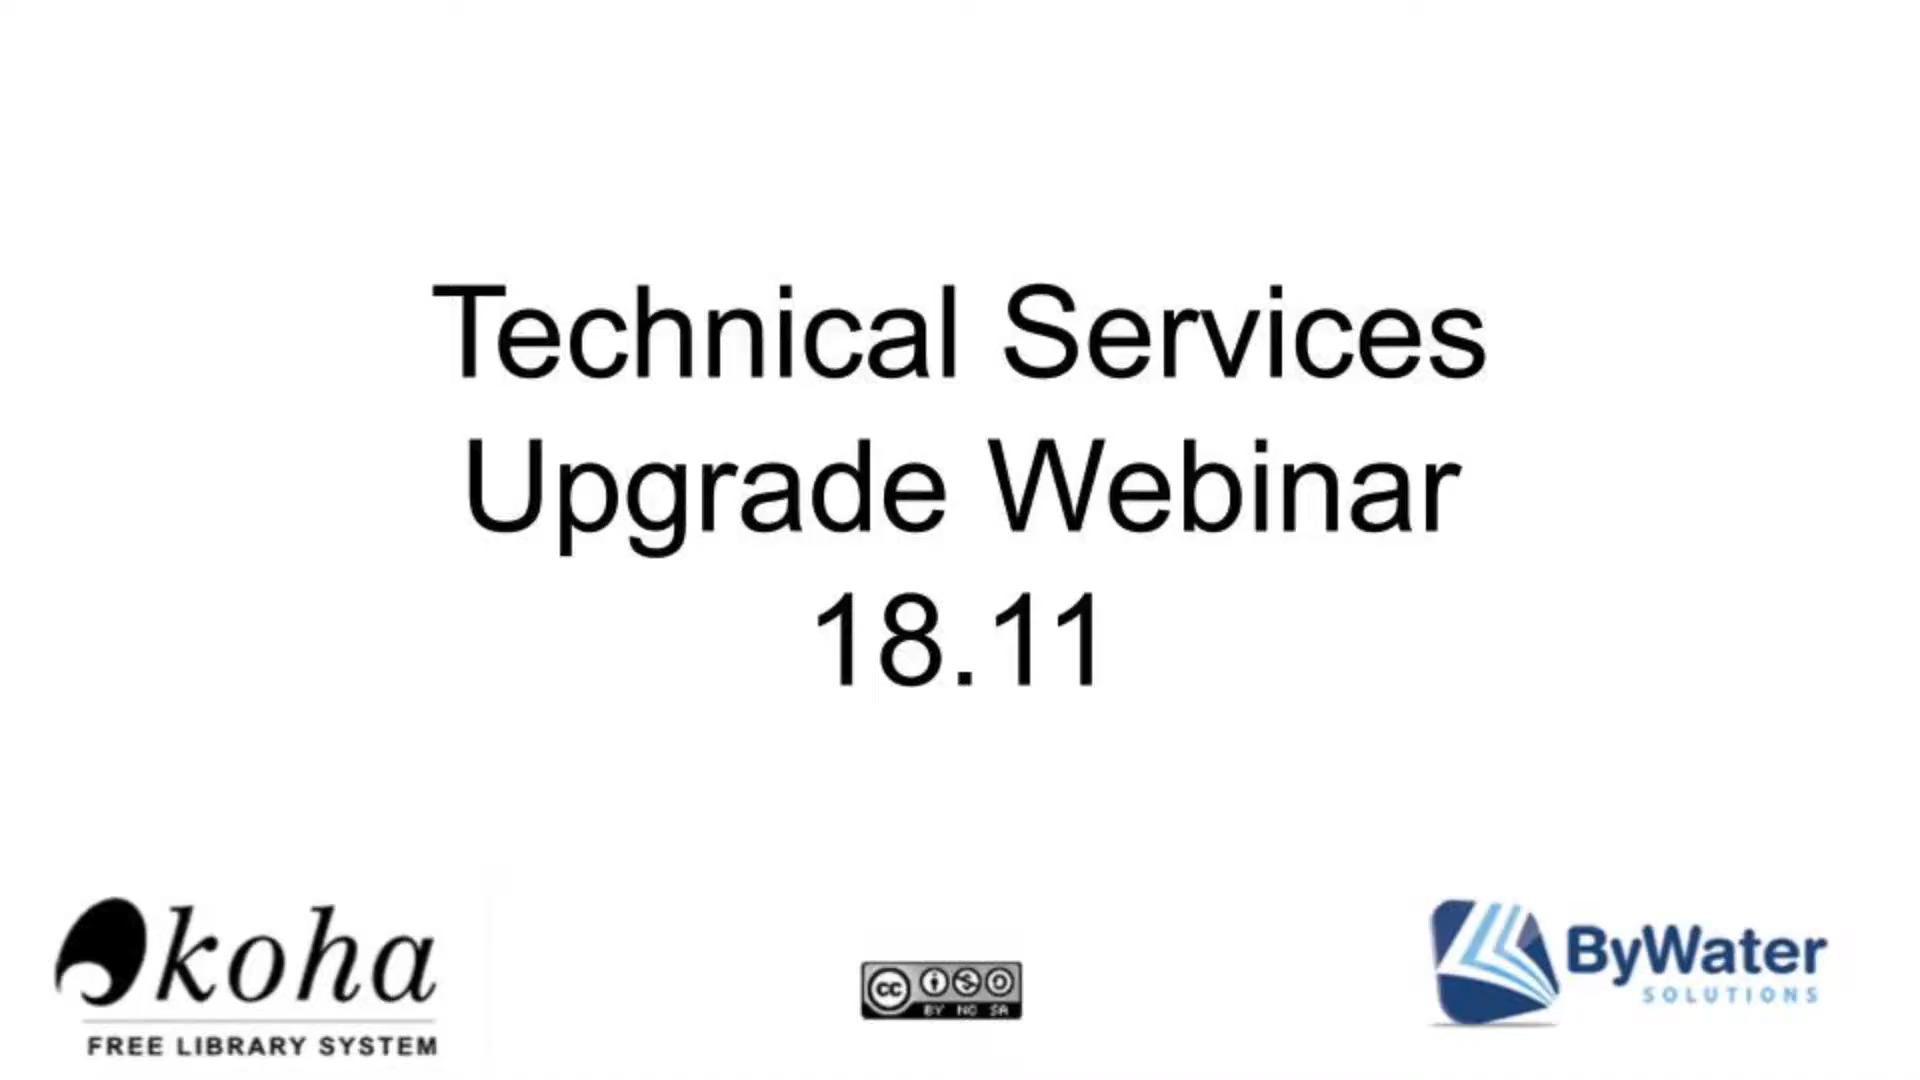 Technical Services
Upgrade Webinar
18.11
koha
FREE LIBRARY SYSTEM
cc
BY NC SA
ByWater
SOLUTIONS